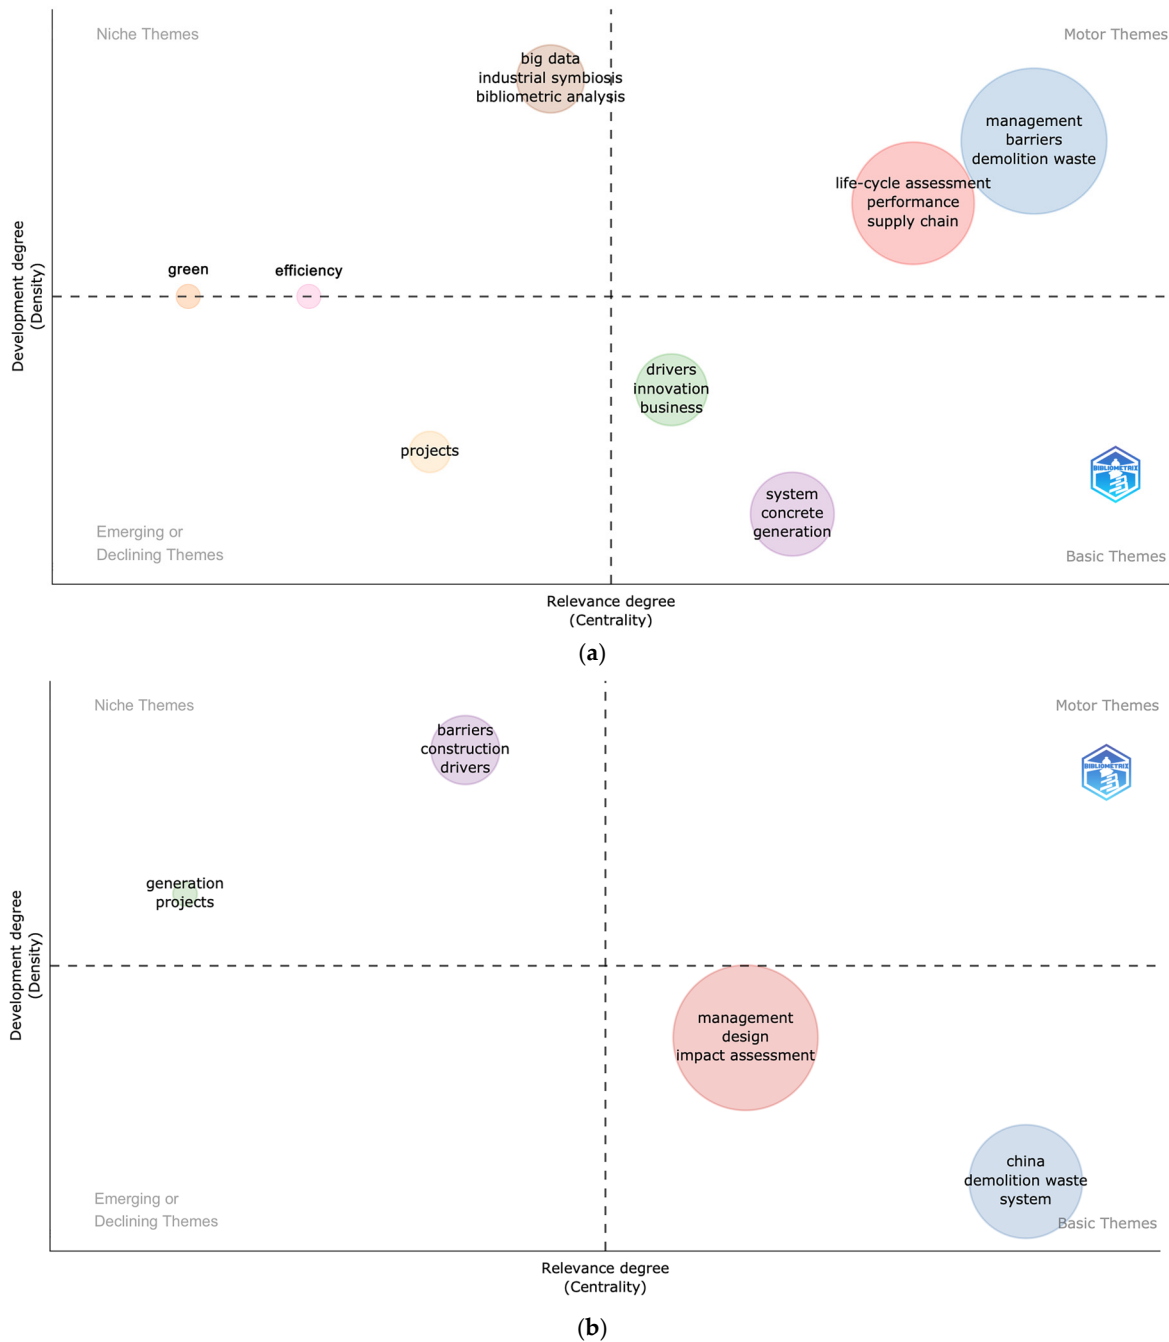 Niche Themes
Motor Themes
big data
industrial symbiosis
bibliometric analysis
management
barriers
demolition waste
life-cycle assessment
performance
supply chain
green
efficiency
Development degree
(Density)
drivers
innovation
business
projects
BIBLIOMETRIX
system
concrete
generation
Emerging or
Declining Themes
Basic Themes
Relevance degree
(Centrality)
(a)
Niche Themes
Motor Themes
barriers
construction
drivers
BIBLIOMETRIX
generation
projects
Development degree
(Density)
management
design
impact assessment
china
demolition waste
system
Emerging or
Declining Themes
Basic Themes
Relevance degree
(Centrality)
(b)